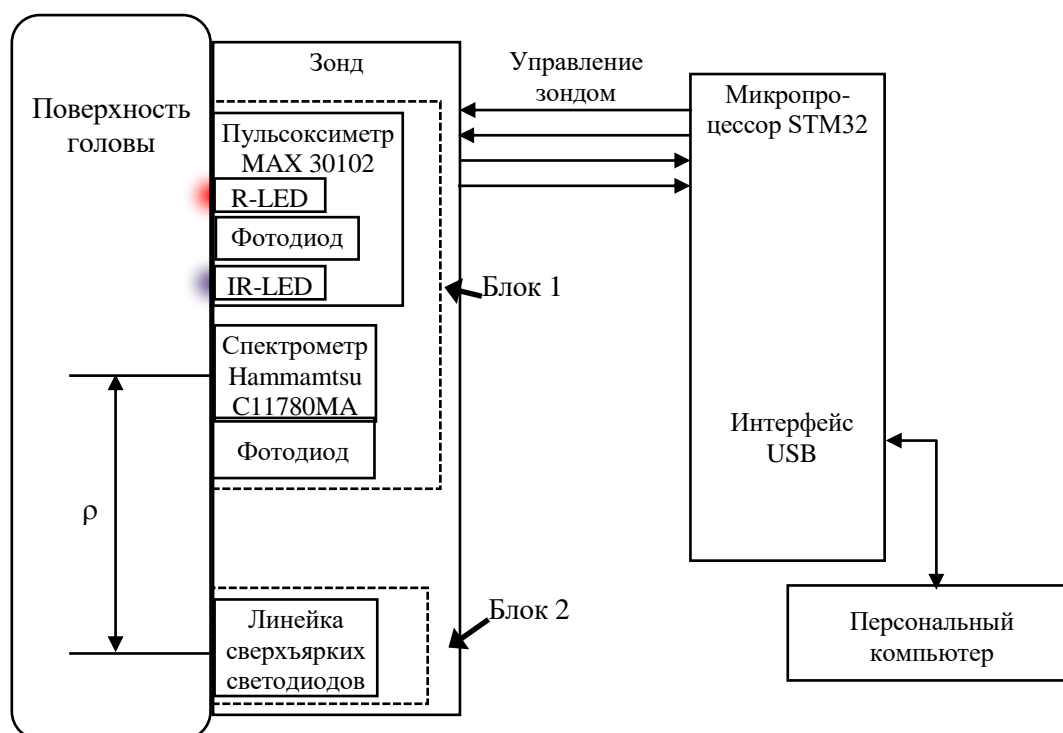 Поверхность
головы
Зонд
Пульсоксиметр
MAX 30102
R-LED
Фотодиод
IR-LED
Спектрометр
Hammamtsu
C11780MA
Фотодиод
ρ
Линейка
сверхъярких
светодиодов
Управление
зондом
Блок 1
Блок 2
Микропро-
цессор STM32
Интерфейс
USB
Персональный
компьютер